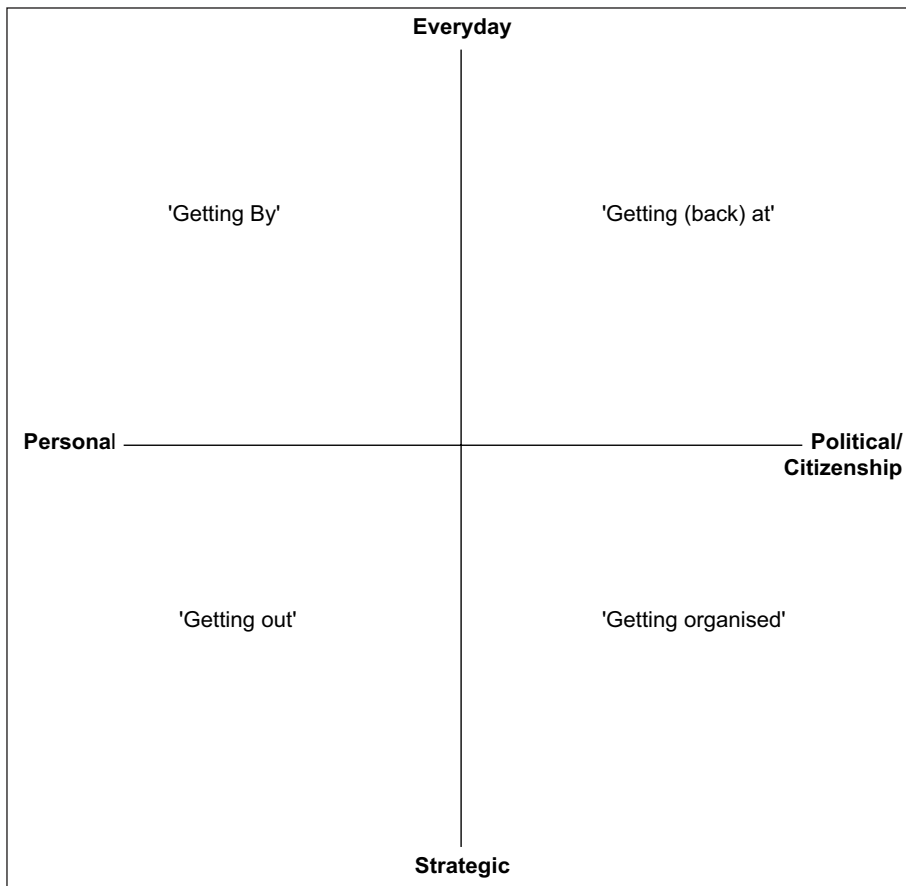 Everyday
'Getting By' 'Getting (back) at'
Personal Political/
Citizenship
'Getting out' 'Getting organised'
Strategic